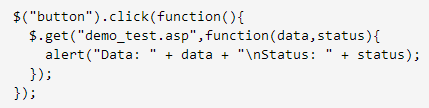 $("button").click(function(){
  $.get("demo_test.asp",function(data,status){
    alert("Data: " + data + "\nStatus: " + status);
  });
});